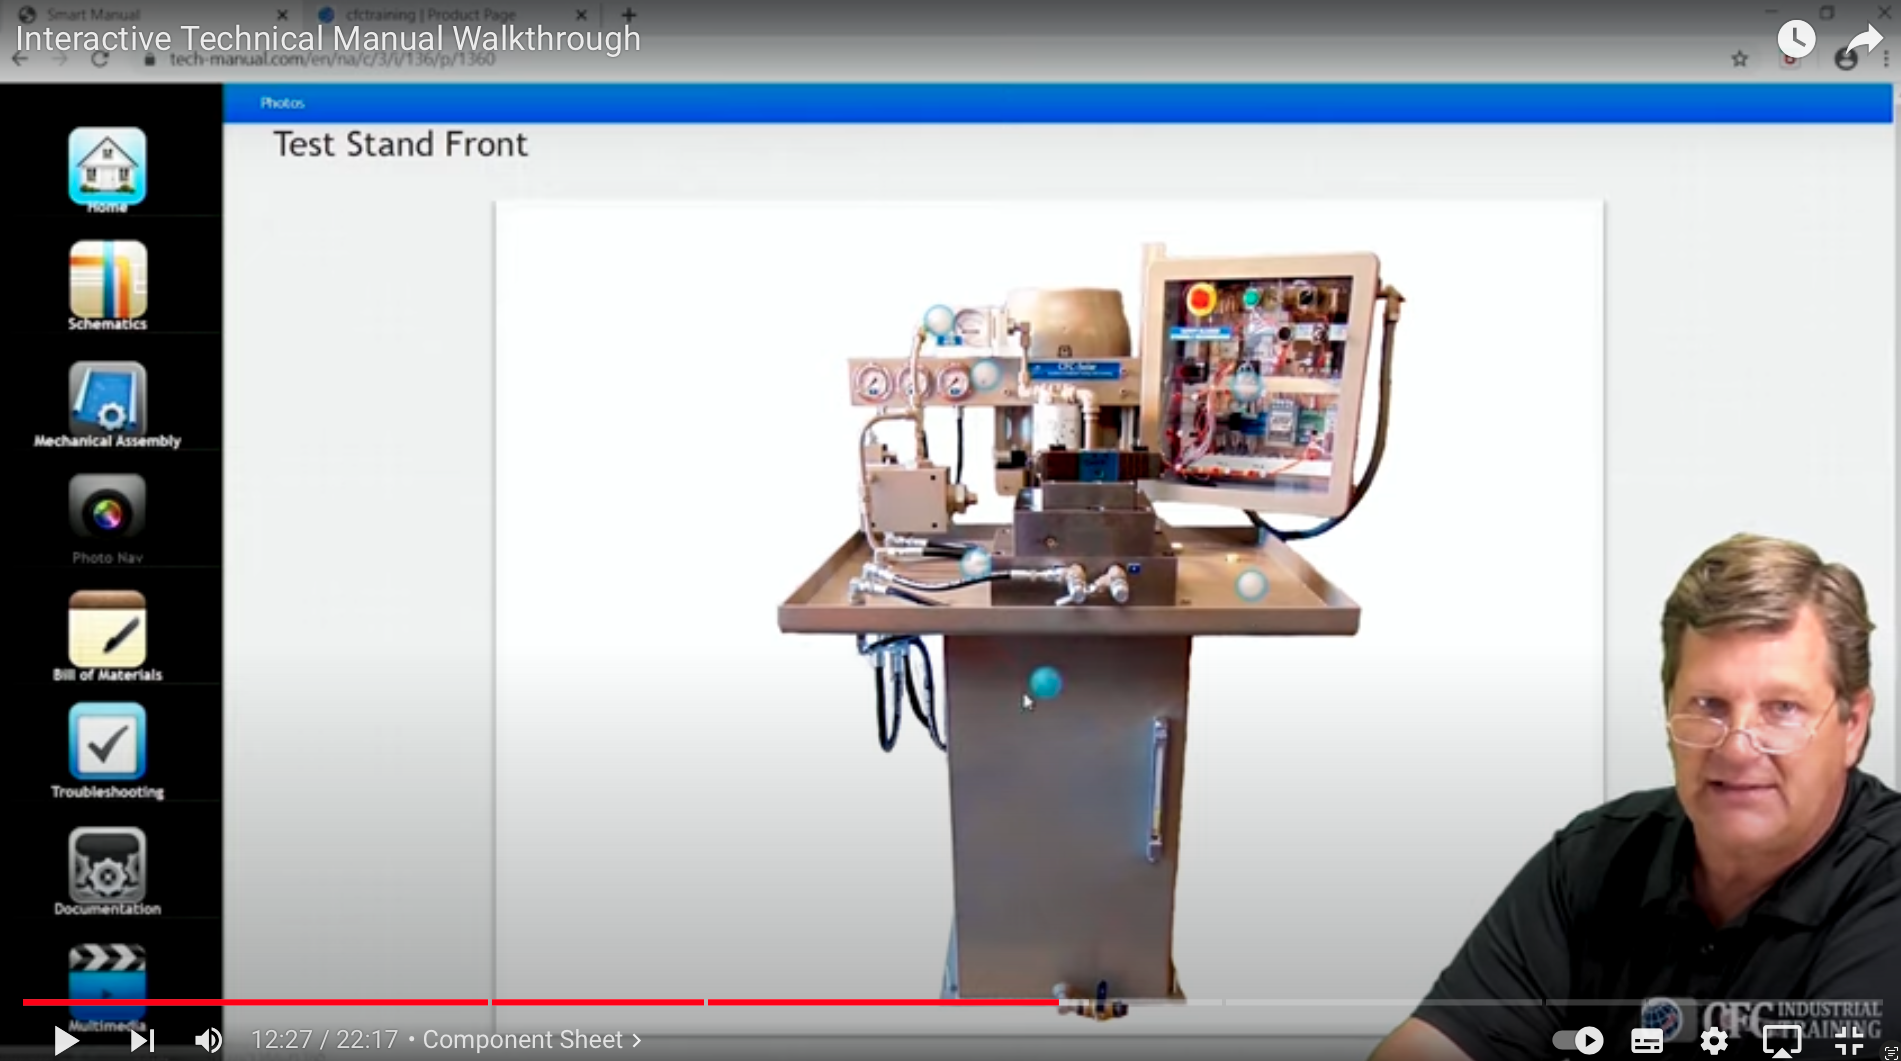 Smart Manual
cfctraining | Product Page
Interactive Technical Manual Walkthrough
tech-manual.com/en/na/c/3/i/136/p/1360
Photos
Test Stand Front
Home
Schematics
Mechanical Assembly
Photo Nav
Bill of Materials
Troubleshooting
Documentation
Multimedia
CFC-Solar
12:27 / 22:17 • Component Sheet
CFC INDUSTRIAL
TRAINING